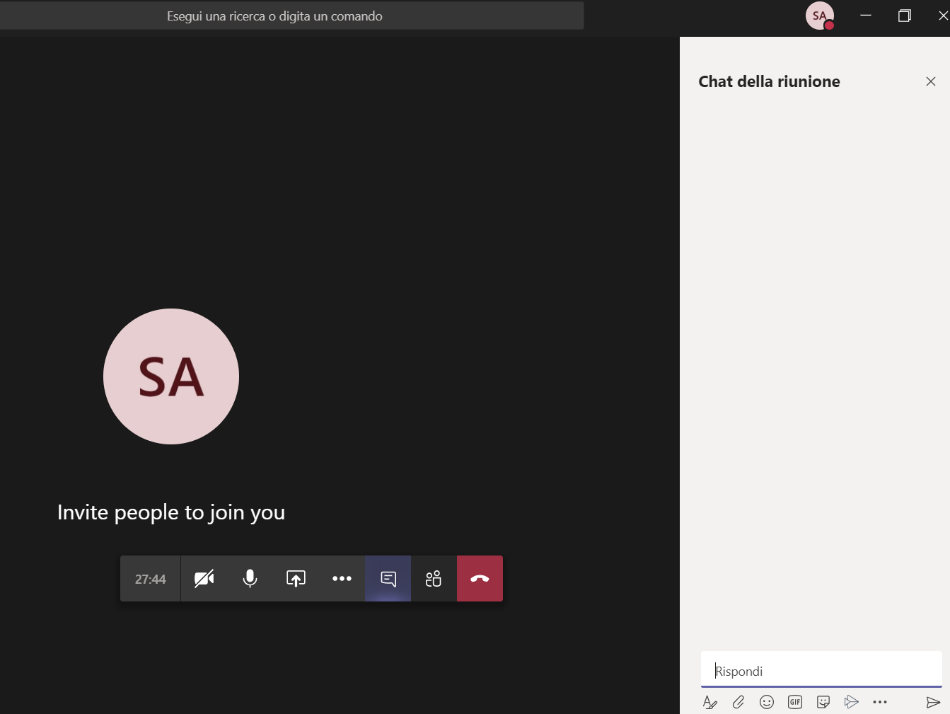 Esegui una ricerca o digita un comando
SA
Chat della riunione
SA
Invite people to join you
27:44
Rispondi
GIF